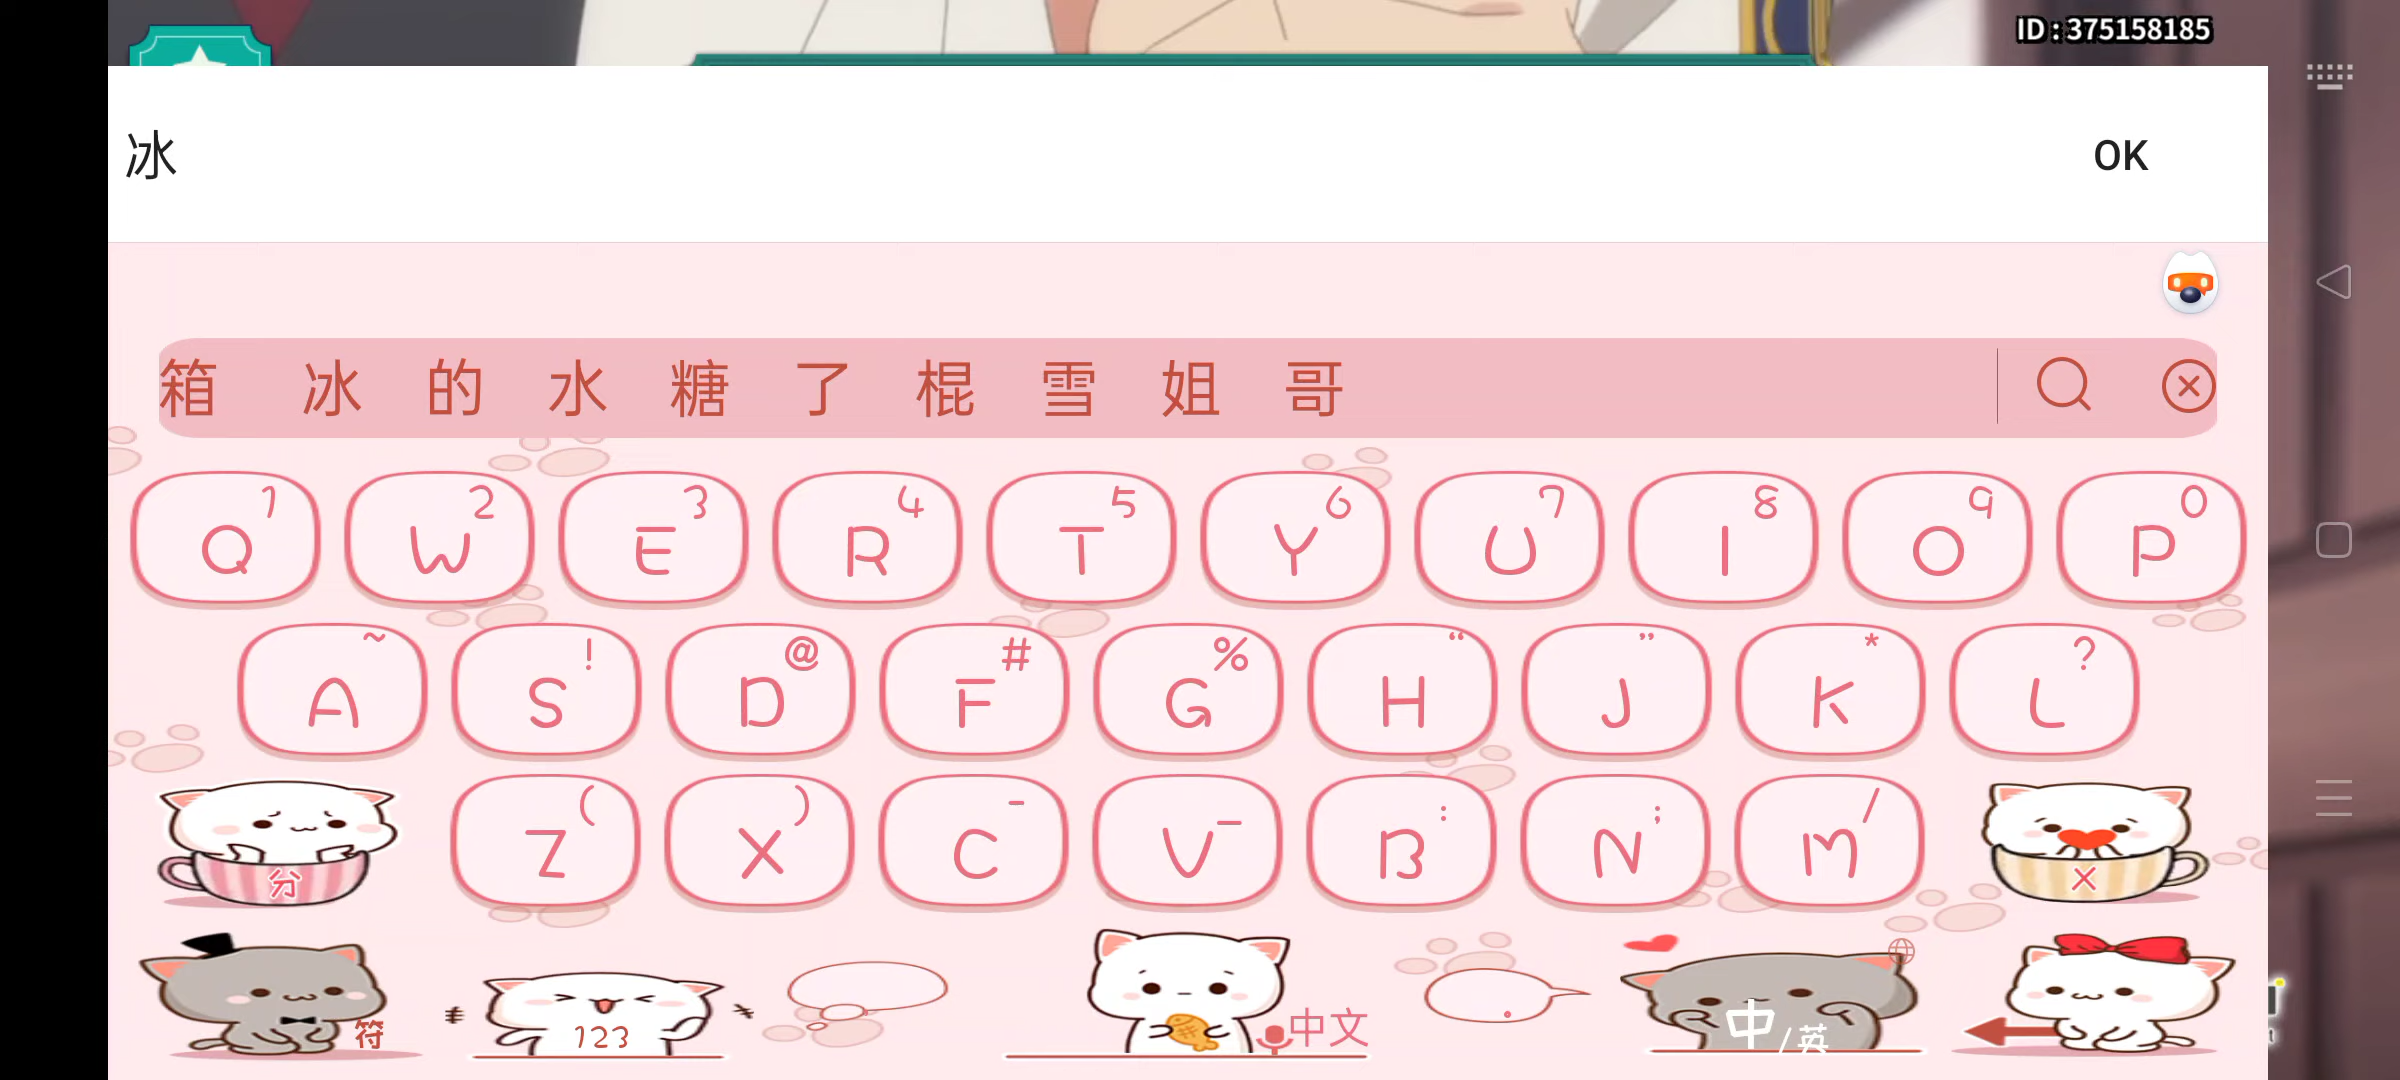 ID:375158185
冰 OK
箱 冰 的 水 糖 了 棍 雪 姐 哥
1 2 3 4 5 6 7 8 9 0
Q W E R T Y U I O P
~ ! @ # % “ ” * ?
A S D F G H J K L
( ) - — : ; /
分 Z X C V B N M X
符 123 中文 中/英